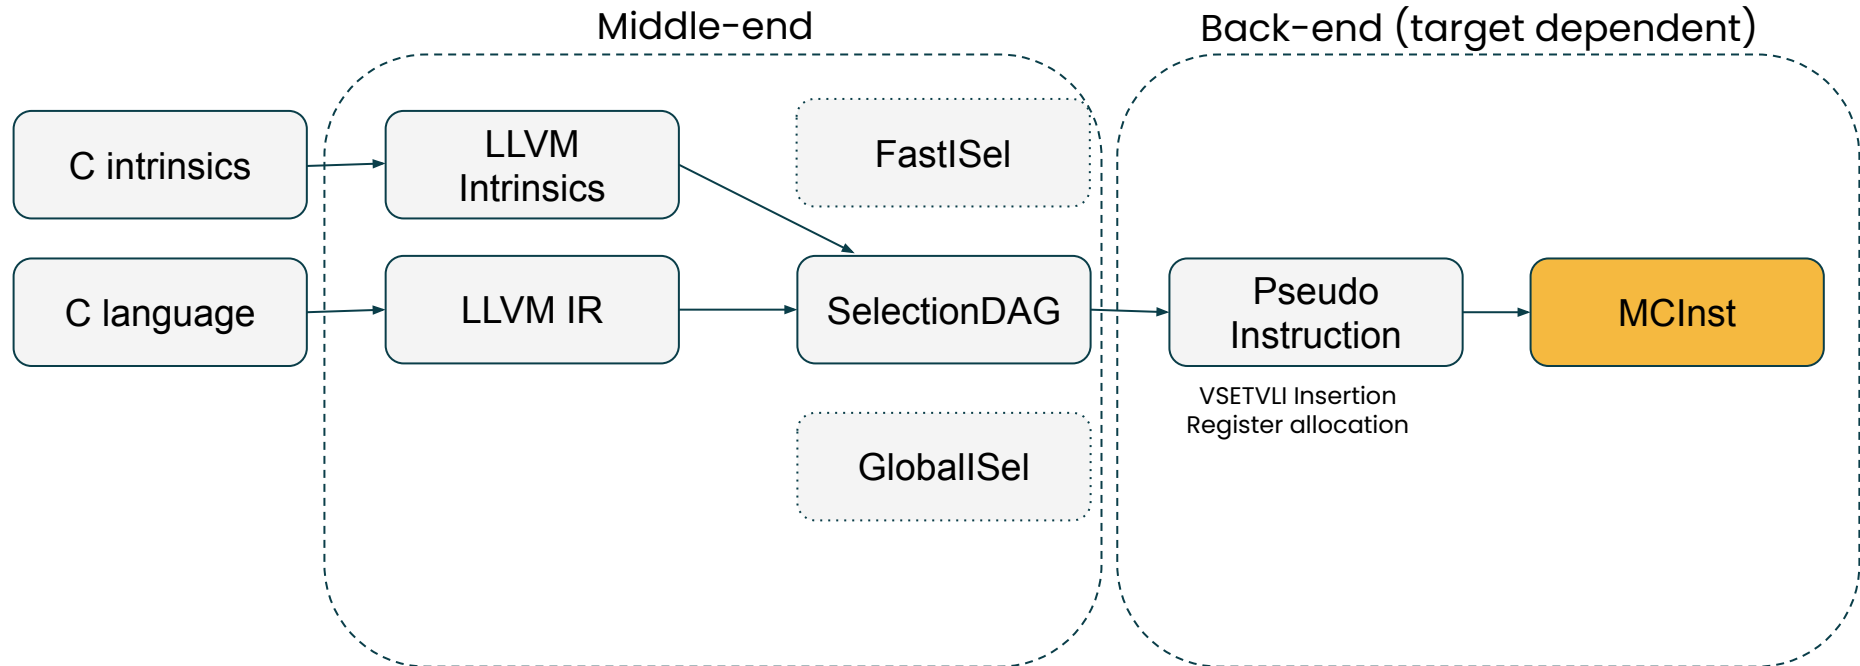 Middle-end
Back-end (target dependent)
C intrinsics
LLVM
Intrinsics
FastISel
C language
LLVM IR
SelectionDAG
Pseudo
Instruction
MCInst
VSETVLI Insertion
Register allocation
GlobalISel